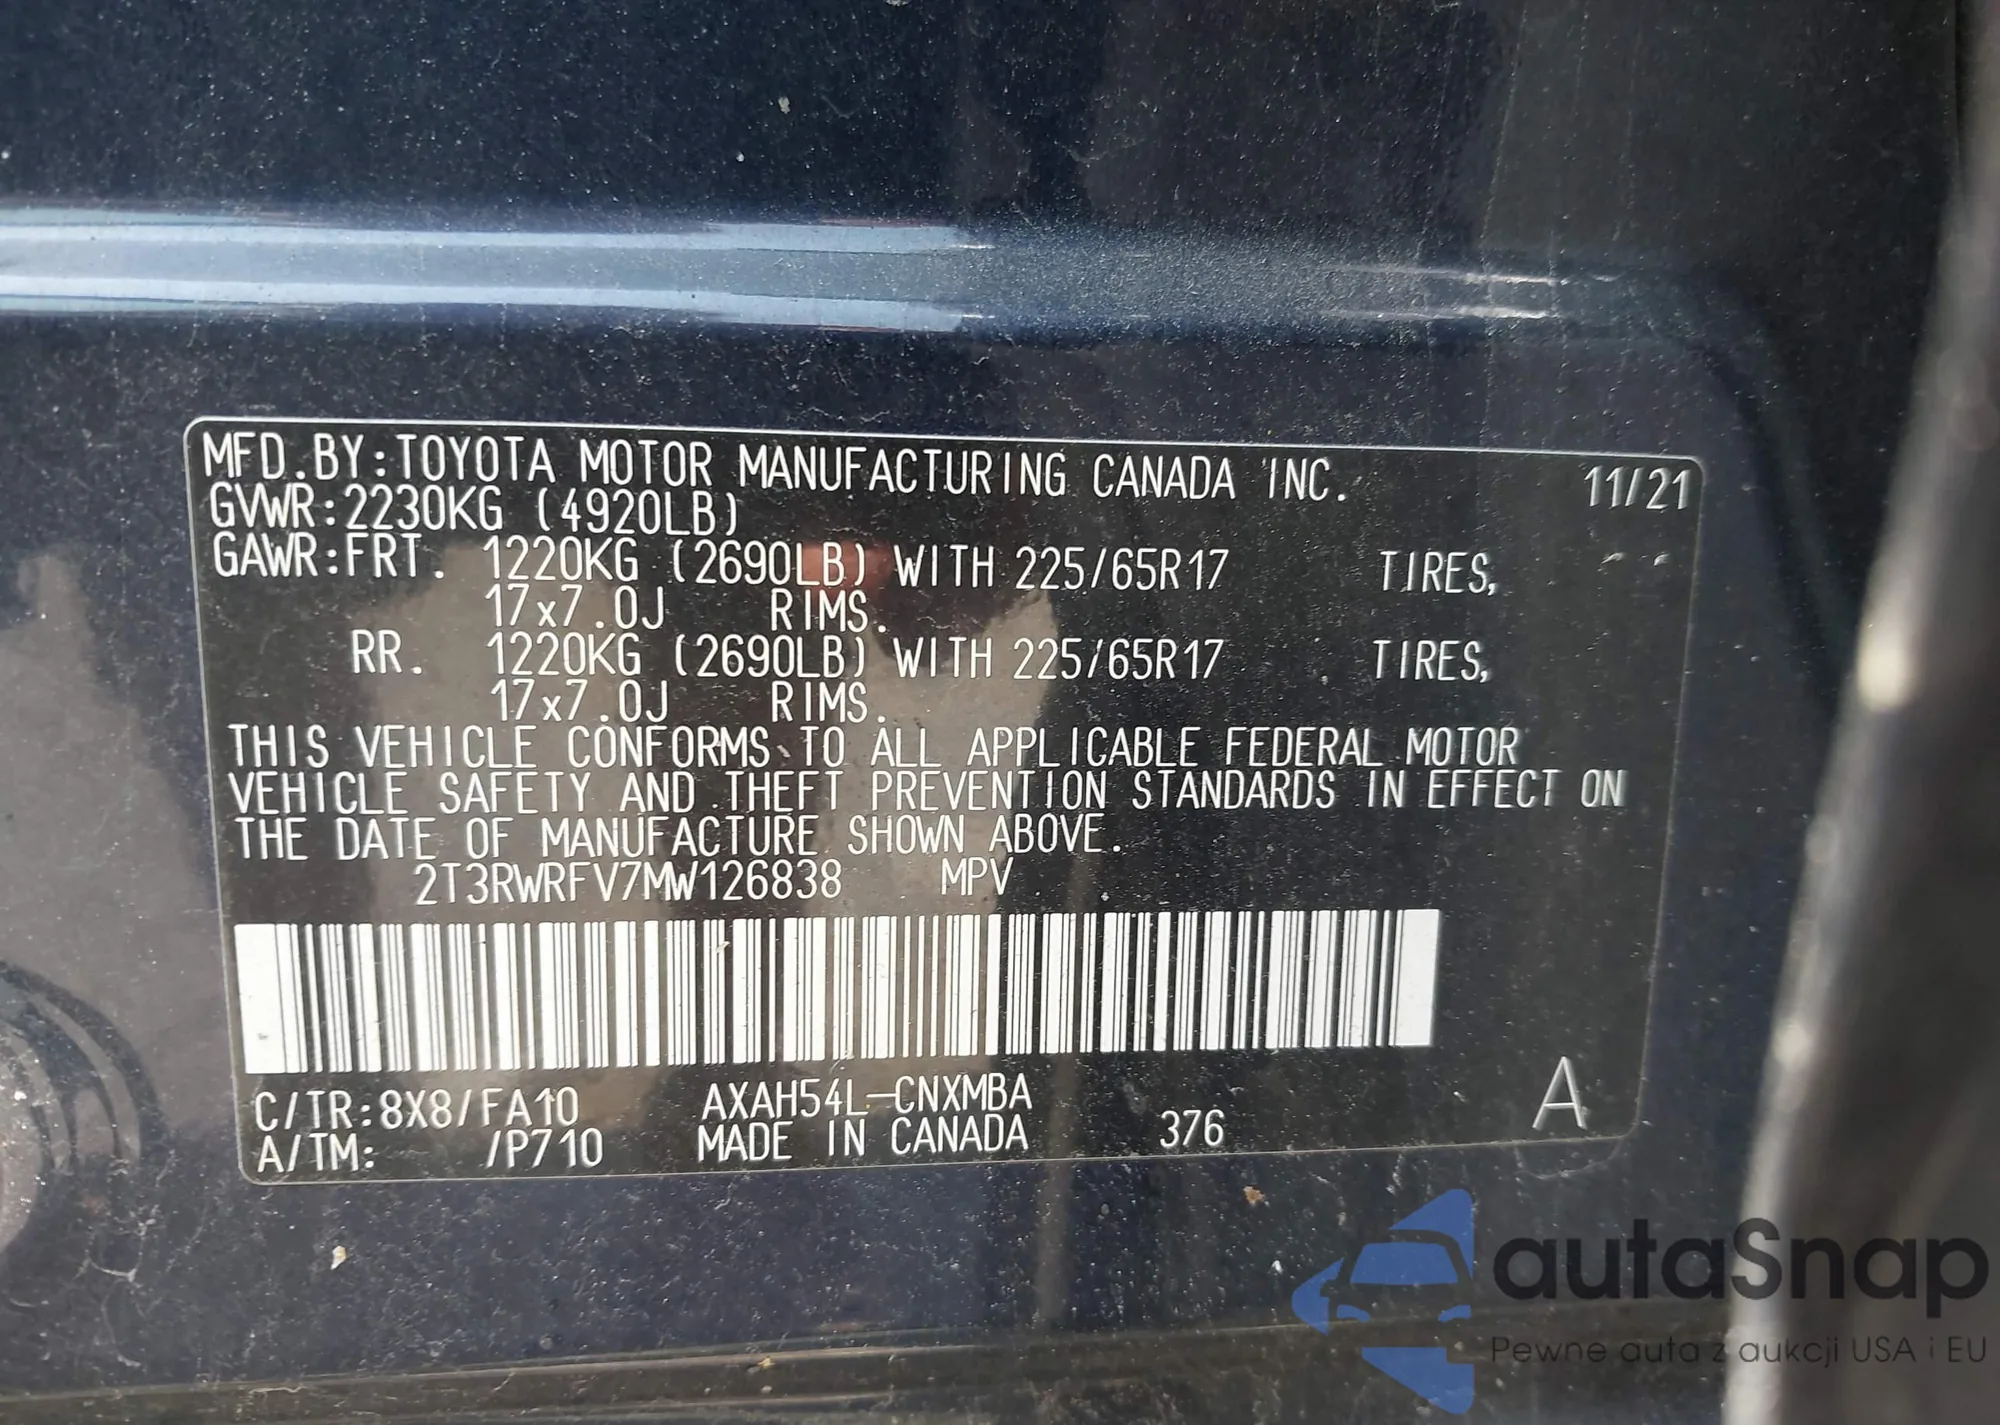 MFD.BY:TOYOTA MOTOR MANUFACTURING CANADA INC. 11/21
GVWR:2230KG (4920LB)
GAWR:FRT. 1220KG (2690LB) WITH 225/65R17 TIRES,
17x7.0J RIMS.
RR. 1220KG (2690LB) WITH 225/65R17 TIRES,
17x7.0J RIMS.
THIS VEHICLE CONFORMS TO ALL APPLICABLE FEDERAL MOTOR
VEHICLE SAFETY AND THEFT PREVENTION STANDARDS IN EFFECT ON
THE DATE OF MANUFACTURE SHOWN ABOVE.
2T3RWRFV7MW126838 MPV
C/TR:8X8/FA10 AXAH54L-CNXMBA
A/TM: /P710 MADE IN CANADA 376 A
autaSnap
Pewne auta z aukcji USA i EU